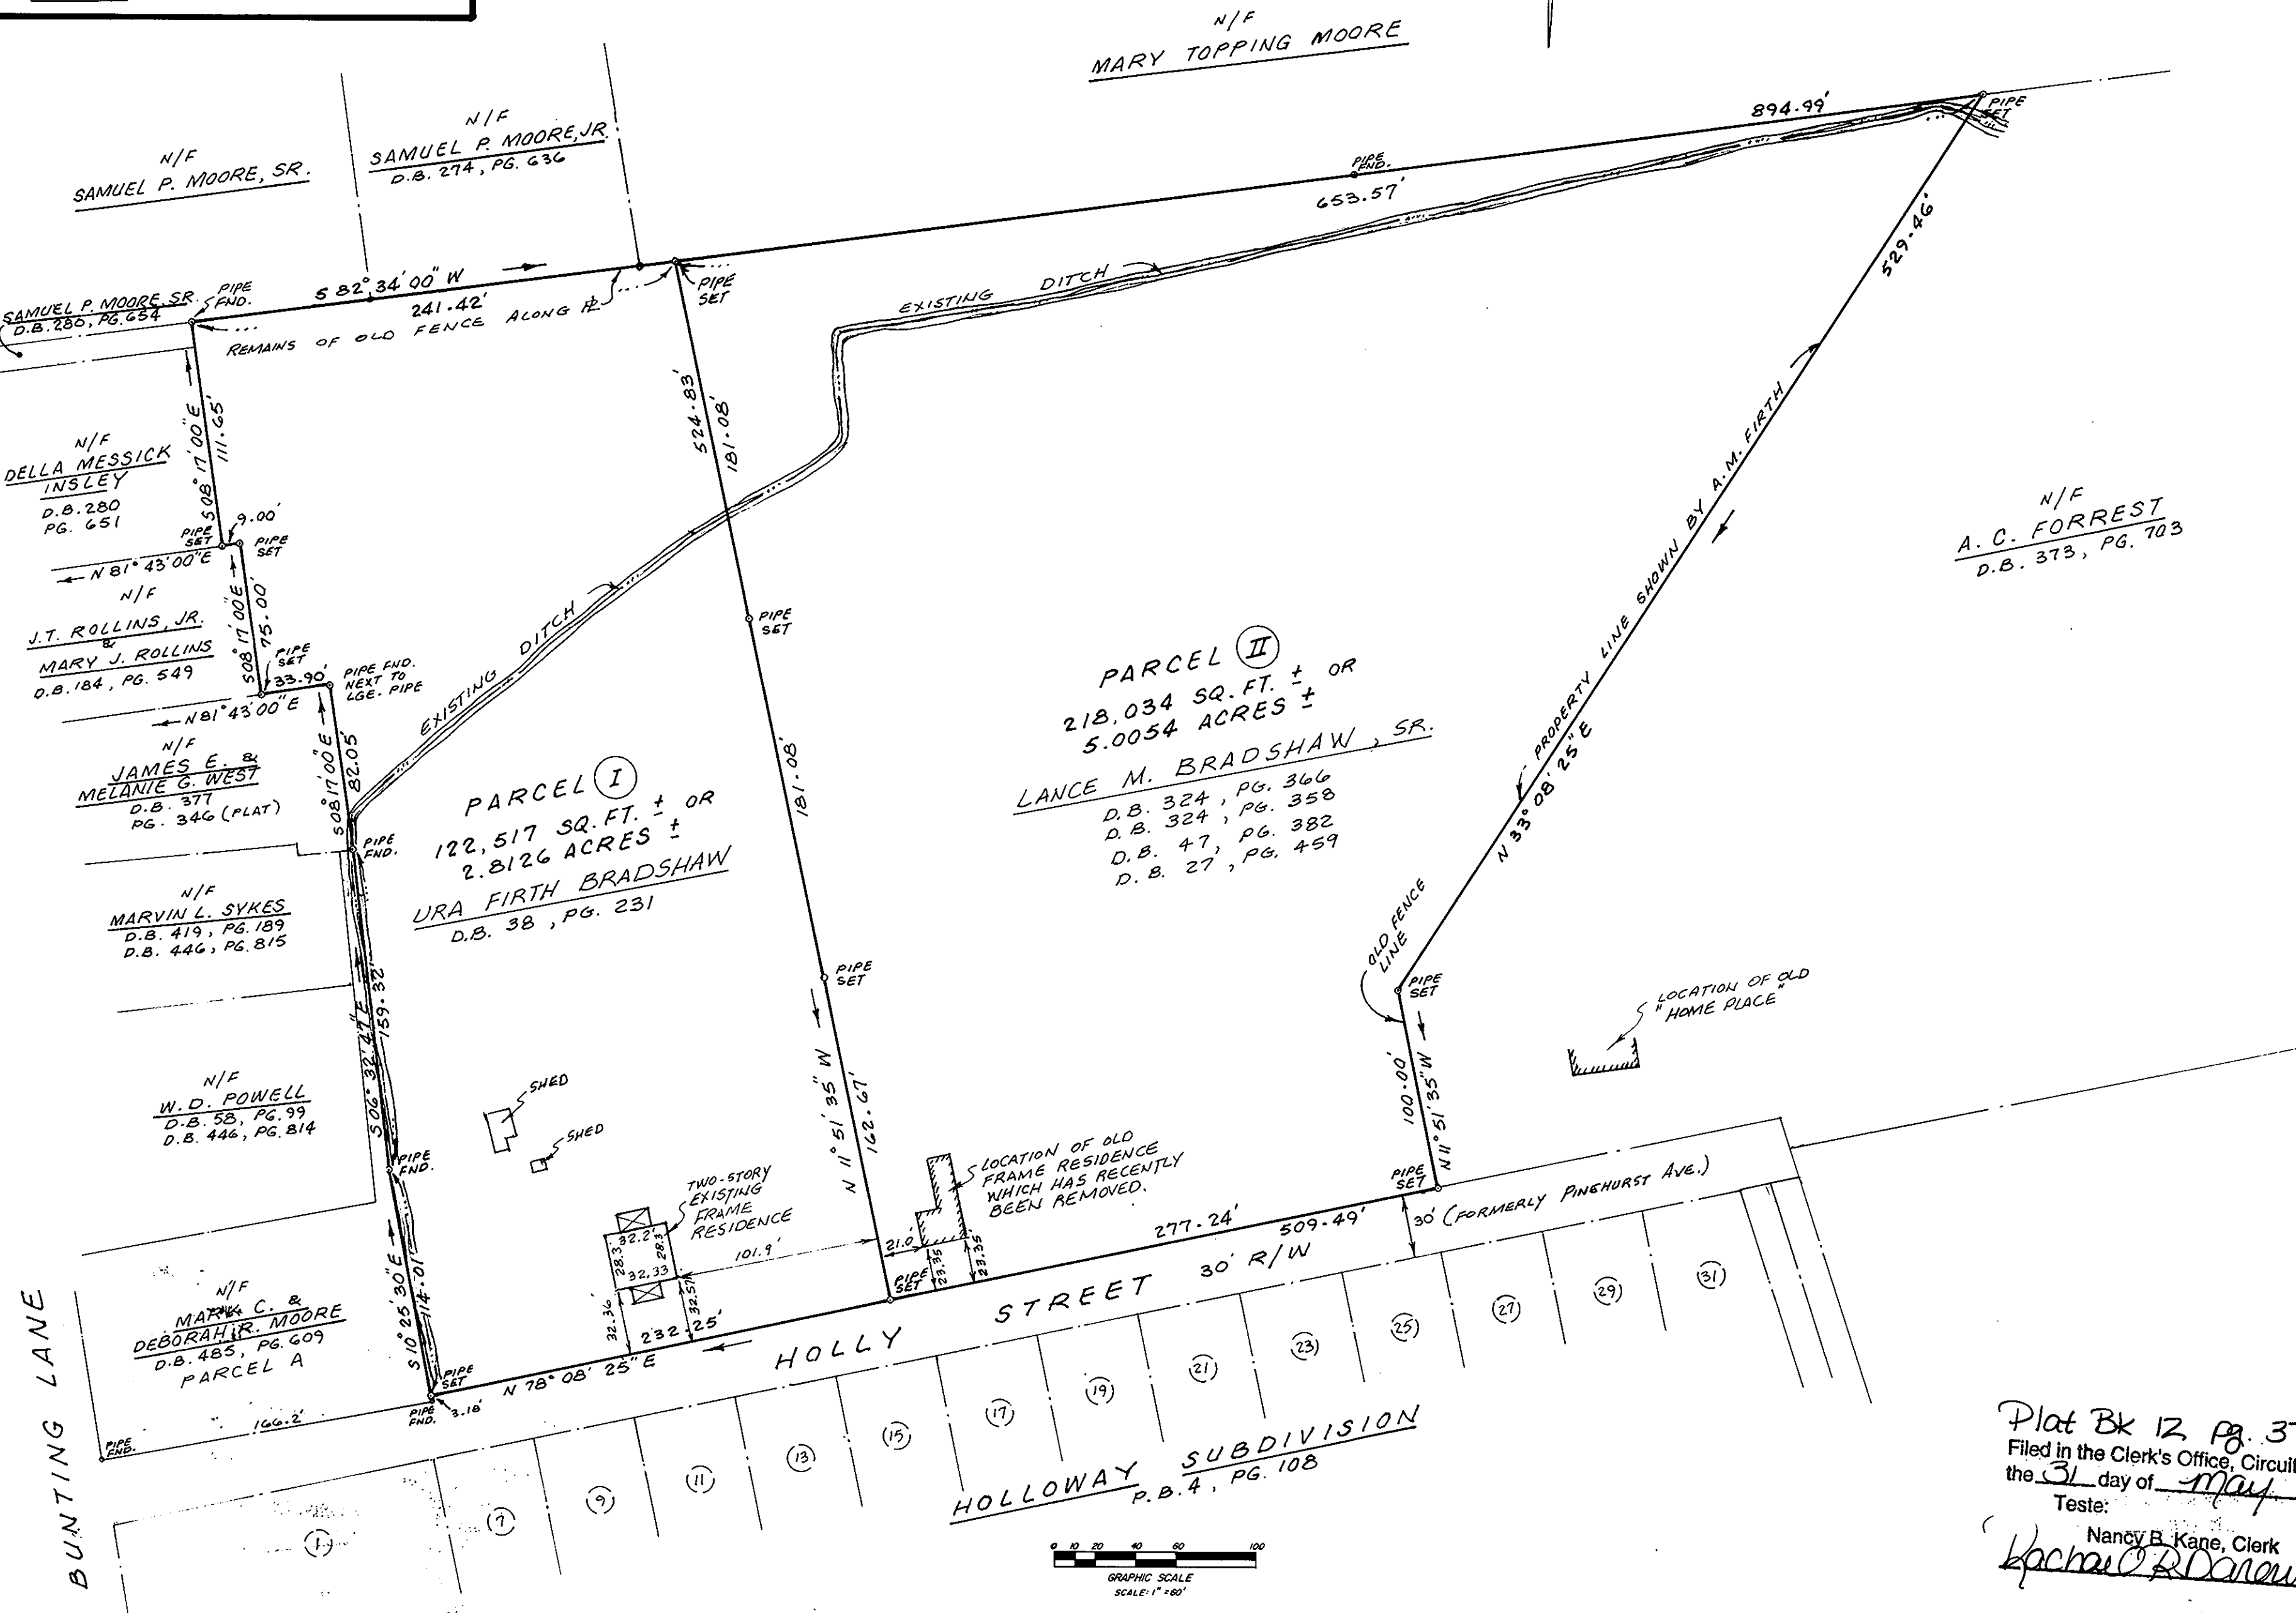 N/F
MARY TOPPING MOORE
N/F
SAMUEL P. MOORE, SR.
N/F
SAMUEL P. MOORE, JR.
D.B. 274, PG. 636
894.99'
PIPE
SET
PIPE
FND.
653.57'
529.46'
SAMUEL P. MOORE, SR.
D.B. 280, PG. 654
PIPE
FND.
S 82° 34' 00" W
241.42'
REMAINS OF OLD FENCE ALONG PL
PIPE
SET
EXISTING DITCH
524.83'
181.08'
S08° 17' 00" E
111.65'
N/F
DELLA MESSICK
INSLEY
D.B. 280
PG. 651
PIPE
SET
9.00'
PIPE
SET
N 81° 43' 00" E
N/F
J.T. ROLLINS, JR.
&
MARY J. ROLLINS
D.B. 184, PG. 549
S08° 17' 00" E
75.00'
PIPE
SET
33.90'
PIPE FND.
NEXT TO
LGE. PIPE
N 81° 43' 00" E
EXISTING DITCH
PIPE
SET
N/F
JAMES E. &
MELANIE G. WEST
D.B. 377
PG. 346 (PLAT)
S08° 17' 00" E
82.05'
PIPE
FND.
PARCEL I
122,517 SQ. FT. ± OR
2.8126 ACRES ±
URA FIRTH BRADSHAW
D.B. 38, PG. 231
181.08'
PARCEL II
218,034 SQ. FT. ± OR
5.0054 ACRES ±
LANCE M. BRADSHAW, SR.
D.B. 324, PG. 366
D.B. 324, PG. 358
D.B. 47, PG. 382
D.B. 27, PG. 459
PROPERTY LINE SHOWN BY A.M. FIRTH
N 33° 08' 25" E
N/F
A. C. FORREST
D.B. 373, PG. 703
N/F
MARVIN L. SYKES
D.B. 419, PG. 189
D.B. 446, PG. 815
S 06° 32' 47" E
159.32'
PIPE
SET
OLD FENCE
LINE
PIPE
SET
LOCATION OF OLD
"HOME PLACE"
N/F
W. D. POWELL
D.B. 58, PG. 99
D.B. 446, PG. 814
PIPE
FND.
SHED
SHED
N 11° 51' 35" W
162.67'
100.00'
N 11° 51' 35" W
PIPE
SET
TWO-STORY
EXISTING
FRAME
RESIDENCE
LOCATION OF OLD
FRAME RESIDENCE
WHICH HAS RECENTLY
BEEN REMOVED.
32.2'
28.3'
28.3'
32.33
101.9'
21.0'
23.35'
23.35'
32.36'
32.57'
277.24'
509.49'
30' (FORMERLY PINEHURST AVE.)
PIPE
SET
232.25'
N 78° 08' 25" E
HOLLY STREET 30' R/W
N/F
MARK C. &
DEBORAH R. MOORE
D.B. 485, PG. 609
PARCEL A
S 10° 25' 30" E
114.01'
PIPE
SET
PIPE
FND.
3.18'
166.2'
PIPE
FND.
BUNTING LANE
1
7
9
11
13
15
17
19
21
23
25
27
29
31
HOLLOWAY SUBDIVISION
P.B. 4, PG. 108
0 10 20 40 60 100
GRAPHIC SCALE
SCALE: 1" = 60'
Plat Bk 12 pg. 3
Filed in the Clerk's Office, Circuit
the 31 day of May
Teste:
Nancy B. Kane, Clerk